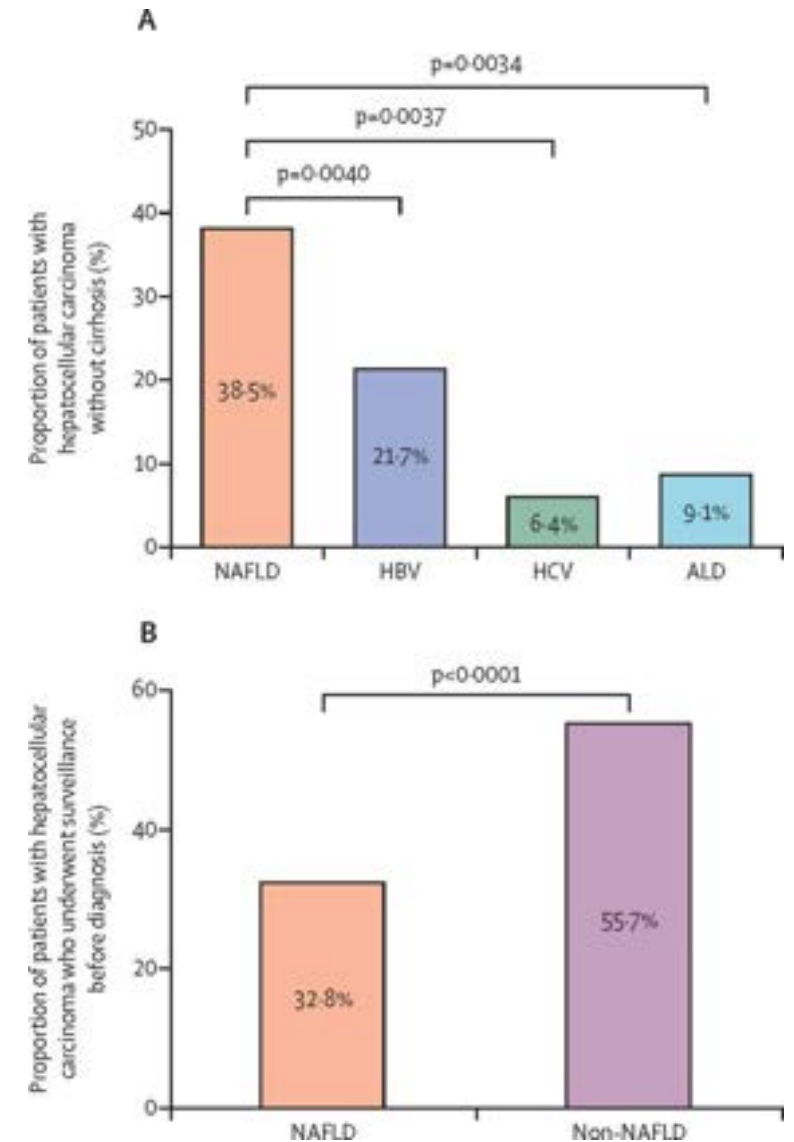 A
p=0·0034
p=0·0037
p=0·0040
Proportion of patients with
hepatocellular carcinoma
without cirrhosis (%)
50
40
30
20
10
0
38·5%
21·7%
6·4%
9·1%
NAFLD
HBV
HCV
ALD
B
p<0·0001
Proportion of patients with hepatocellular
carcinoma who underwent surveillance
before diagnosis (%)
60
40
20
0
32·8%
55·7%
NAFLD
Non-NAFLD